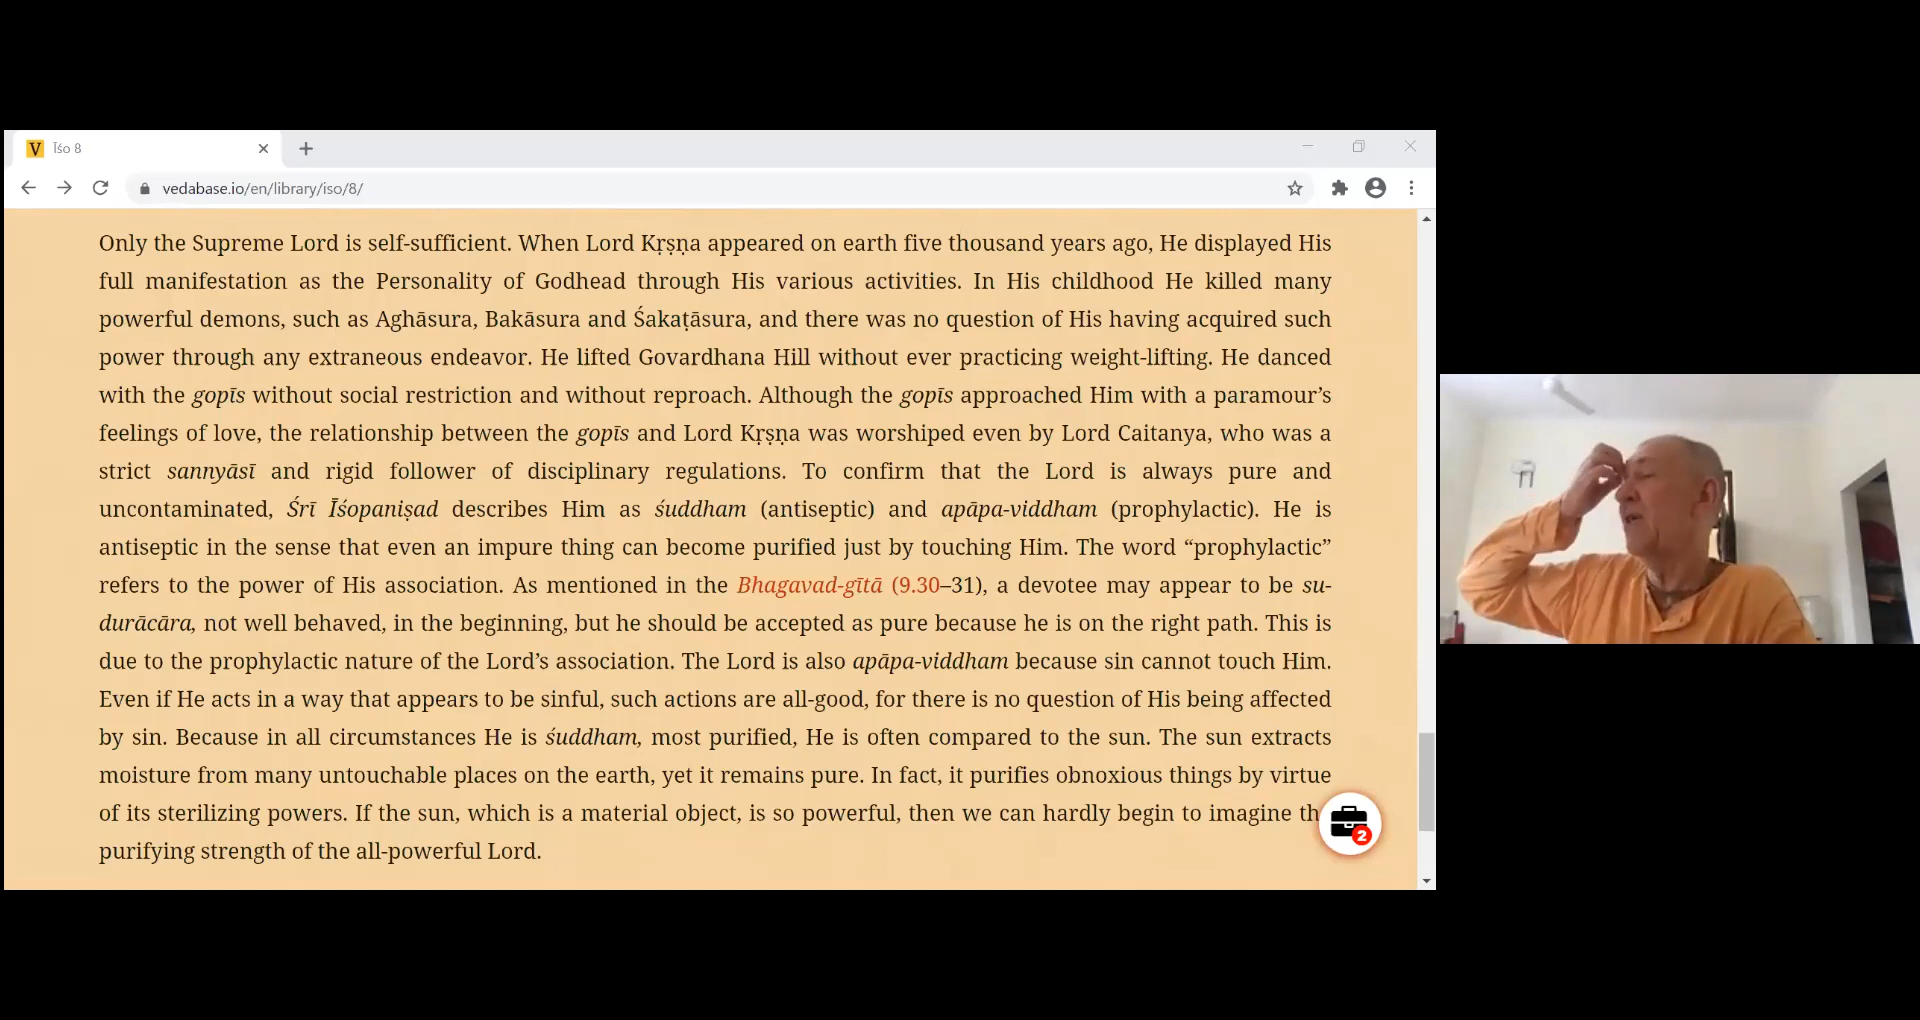 Īśo 8
vedabase.io/en/library/iso/8/
Only the Supreme Lord is self-sufficient. When Lord Kṛṣṇa appeared on earth five thousand years ago, He displayed His
full manifestation as the Personality of Godhead through His various activities. In His childhood He killed many
powerful demons, such as Aghāsura, Bakāsura and Śakaṭāsura, and there was no question of His having acquired such
power through any extraneous endeavor. He lifted Govardhana Hill without ever practicing weight-lifting. He danced
with the gopīs without social restriction and without reproach. Although the gopīs approached Him with a paramour’s
feelings of love, the relationship between the gopīs and Lord Kṛṣṇa was worshiped even by Lord Caitanya, who was a
strict sannyāsī and rigid follower of disciplinary regulations. To confirm that the Lord is always pure and
uncontaminated, Śrī Īśopaniṣad describes Him as śuddham (antiseptic) and apāpa-viddham (prophylactic). He is
antiseptic in the sense that even an impure thing can become purified just by touching Him. The word “prophylactic”
refers to the power of His association. As mentioned in the Bhagavad-gītā (9.30–31), a devotee may appear to be su-
durācāra, not well behaved, in the beginning, but he should be accepted as pure because he is on the right path. This is
due to the prophylactic nature of the Lord’s association. The Lord is also apāpa-viddham because sin cannot touch Him.
Even if He acts in a way that appears to be sinful, such actions are all-good, for there is no question of His being affected
by sin. Because in all circumstances He is śuddham, most purified, He is often compared to the sun. The sun extracts
moisture from many untouchable places on the earth, yet it remains pure. In fact, it purifies obnoxious things by virtue
of its sterilizing powers. If the sun, which is a material object, is so powerful, then we can hardly begin to imagine th
purifying strength of the all-powerful Lord.
2